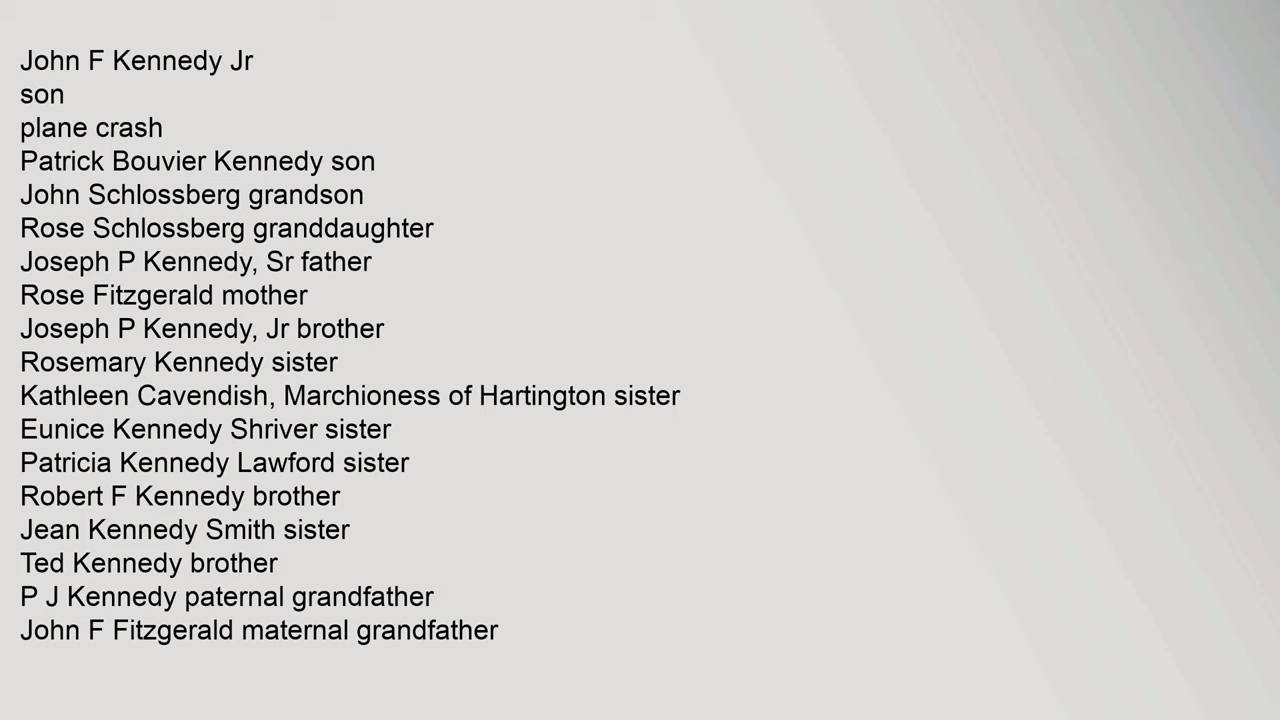 John F Kennedy Jr
son
plane crash
Patrick Bouvier Kennedy son
John Schlossberg grandson
Rose Schlossberg granddaughter
Joseph P Kennedy, Sr father
Rose Fitzgerald mother
Joseph P Kennedy, Jr brother
Rosemary Kennedy sister
Kathleen Cavendish, Marchioness of Hartington sister
Eunice Kennedy Shriver sister
Patricia Kennedy Lawford sister
Robert F Kennedy brother
Jean Kennedy Smith sister
Ted Kennedy brother
P J Kennedy paternal grandfather
John F Fitzgerald maternal grandfather